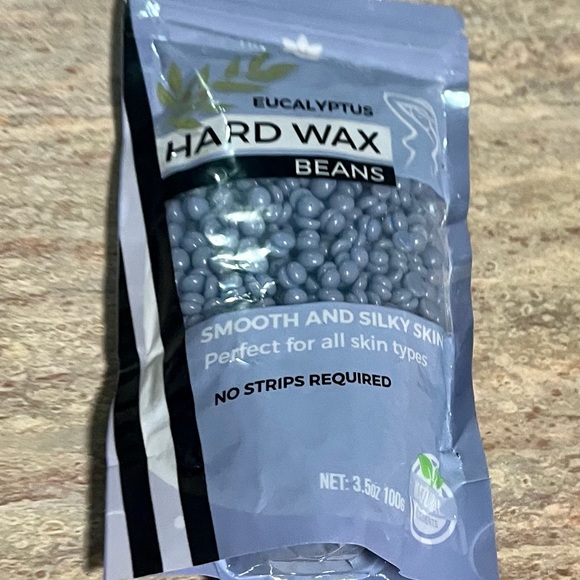 EUCALYPTUS
HARD WAX
BEANS
SMOOTH AND SILKY SKIN
Perfect for all skin types
NO STRIPS REQUIRED
NET: 3.5oz 100g